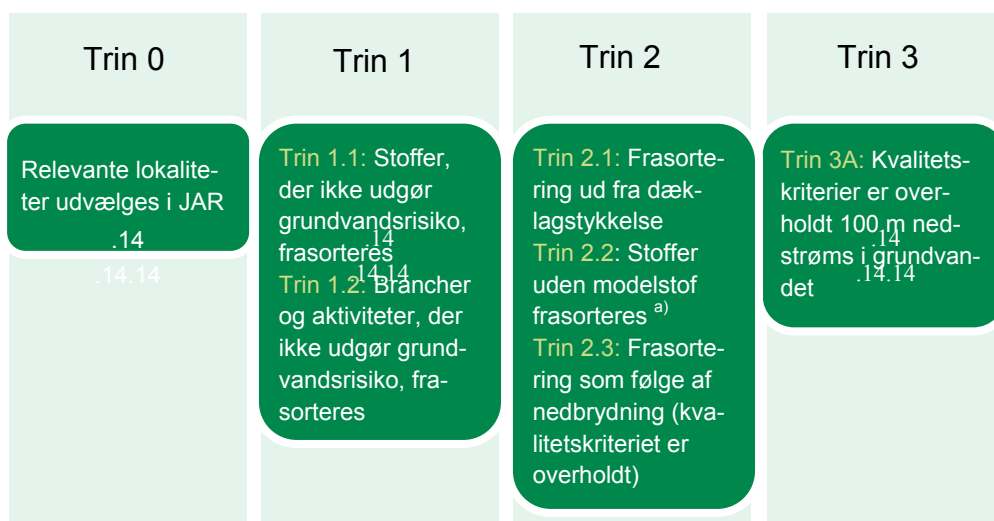 Trin 0
Relevante lokalite-
ter udvælges i JAR
.14
.14.14
Trin 1
Trin 1.1: Stoffer,
der ikke udgør
grundvandsrisiko,
frasorteres
.14
.14.14
Trin 1.2: Brancher
og aktiviteter, der
ikke udgør grund-
vandsrisiko, fra-
sorteres
Trin 2
Trin 2.1: Frasorte-
ring ud fra dæk-
lagstykkelse
Trin 2.2: Stoffer
uden modelstof
frasorteres a)
Trin 2.3: Frasorte-
ring som følge af
nedbrydning (kva-
litetskriteriet er
overholdt)
Trin 3
Trin 3A: Kvalitets-
kriterier er over-
holdt 100 m ned-
.14
strøms i grundvan-
.14.14
det